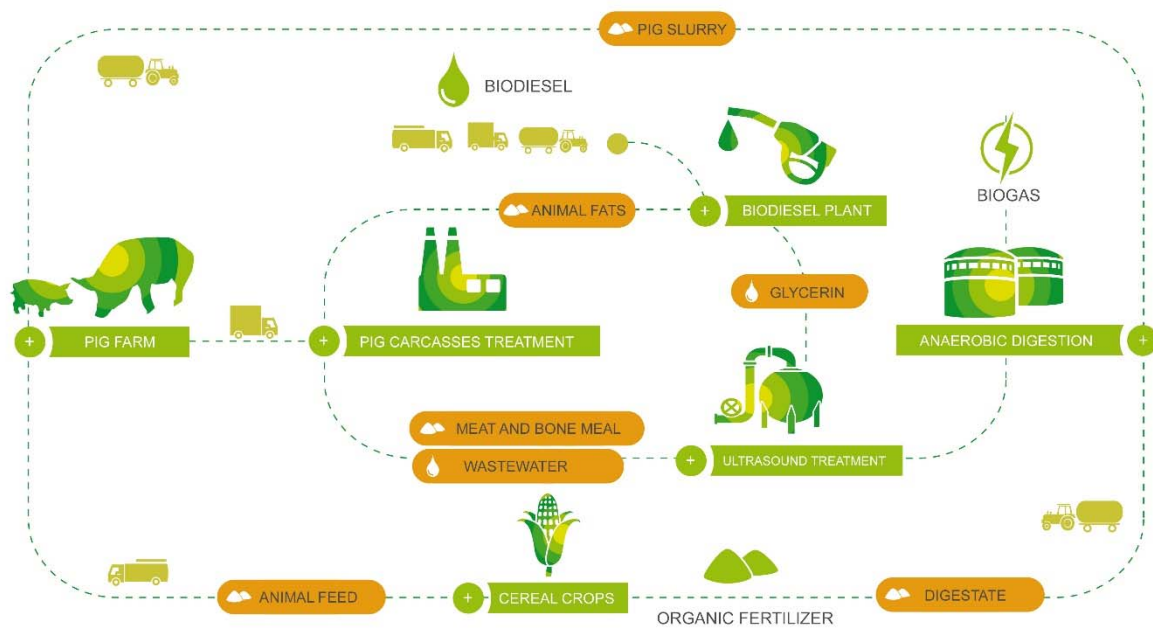 PIG SLURRY
BIODIESEL
BIOGAS
ANIMAL FATS
BIODIESEL PLANT
GLYCERIN
PIG FARM
PIG CARCASSES TREATMENT
ANAEROBIC DIGESTION
MEAT AND BONE MEAL
WASTEWATER
ULTRASOUND TREATMENT
ANIMAL FEED
CEREAL CROPS
ORGANIC FERTILIZER
DIGESTATE